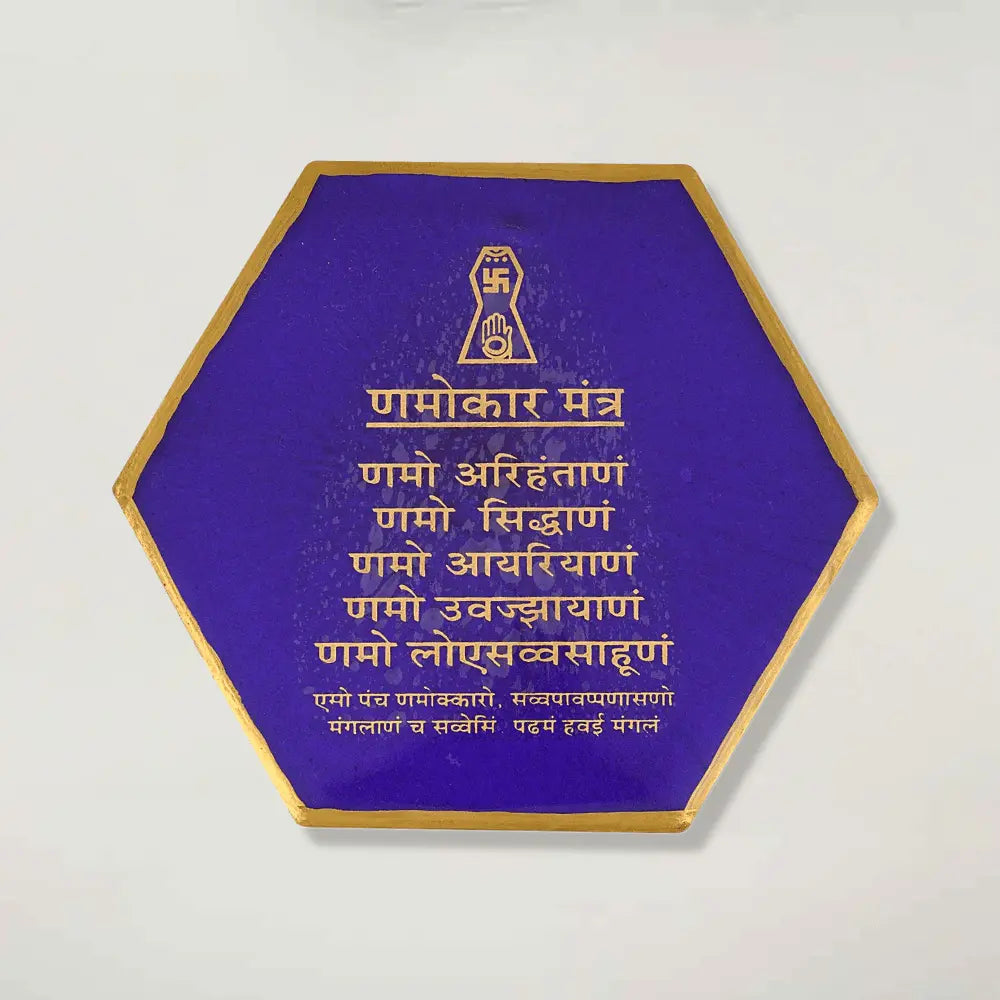 णमोकार मंत्र
णमो अरिहंताणं
णमो सिद्धाणं
णमो आयरियाणं
णमो उवज्झायाणं
णमो लोएसव्वसाहूणं
एमो पंच णमोक्कारो, सव्वपावप्पणासणो
मंगलाणं च सव्वेमिं पढमं हवई मंगलं